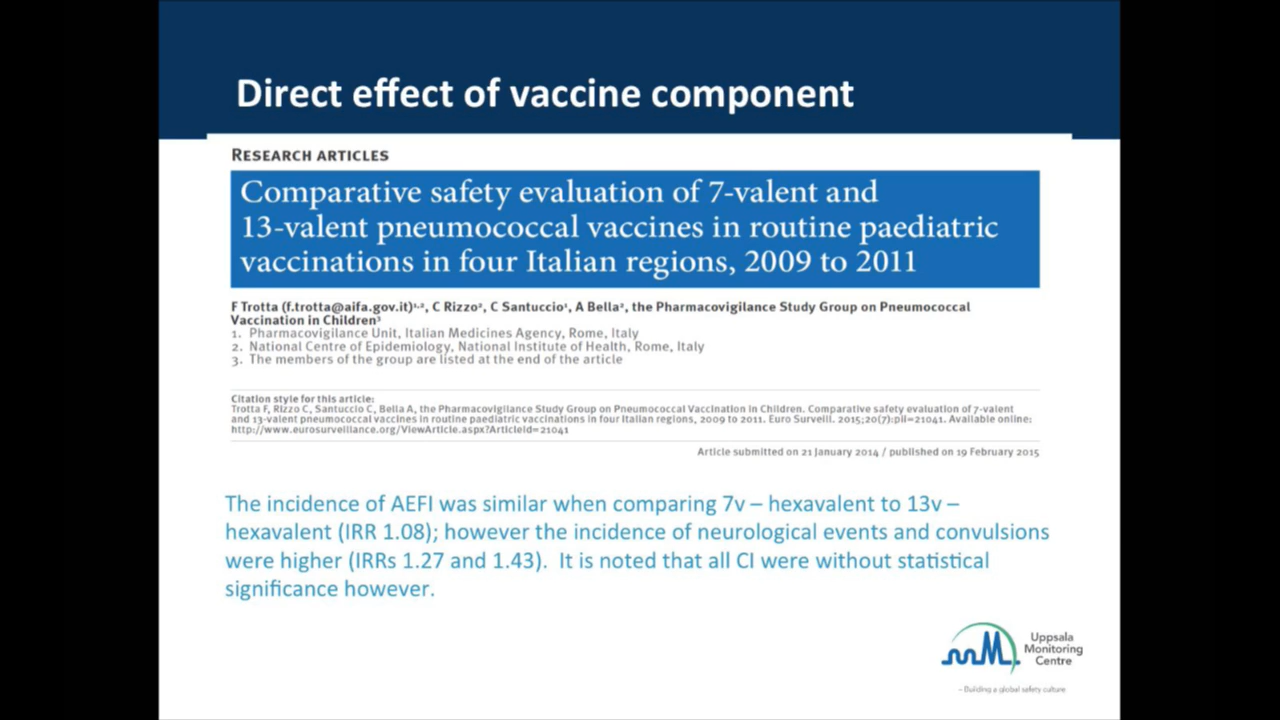 Direct effect of vaccine component
RESEARCH ARTICLES
Comparative safety evaluation of 7-valent and
13-valent pneumococcal vaccines in routine paediatric
vaccinations in four Italian regions, 2009 to 2011
F Trotta (f.trotta@aifa.gov.it)¹,², C Rizzo², C Santuccio¹, A Bella², the Pharmacovigilance Study Group on Pneumococcal
Vaccination in Children³
1. Pharmacovigilance Unit, Italian Medicines Agency, Rome, Italy
2. National Centre of Epidemiology, National Institute of Health, Rome, Italy
3. The members of the group are listed at the end of the article
Citation style for this article:
Trotta F, Rizzo C, Santuccio C, Bella A, the Pharmacovigilance Study Group on Pneumococcal Vaccination in Children. Comparative safety evaluation of 7-valent
and 13-valent pneumococcal vaccines in routine paediatric vaccinations in four Italian regions, 2009 to 2011. Euro Surveill. 2015;20(7):pii=21041. Available online:
http://www.eurosurveillance.org/ViewArticle.aspx?ArticleId=21041
Article submitted on 21 January 2014 / published on 19 February 2015
The incidence of AEFI was similar when comparing 7v – hexavalent to 13v –
hexavalent (IRR 1.08); however the incidence of neurological events and convulsions
were higher (IRRs 1.27 and 1.43). It is noted that all CI were without statistical
significance however.
Uppsala
Monitoring
Centre
– Building a global safety culture